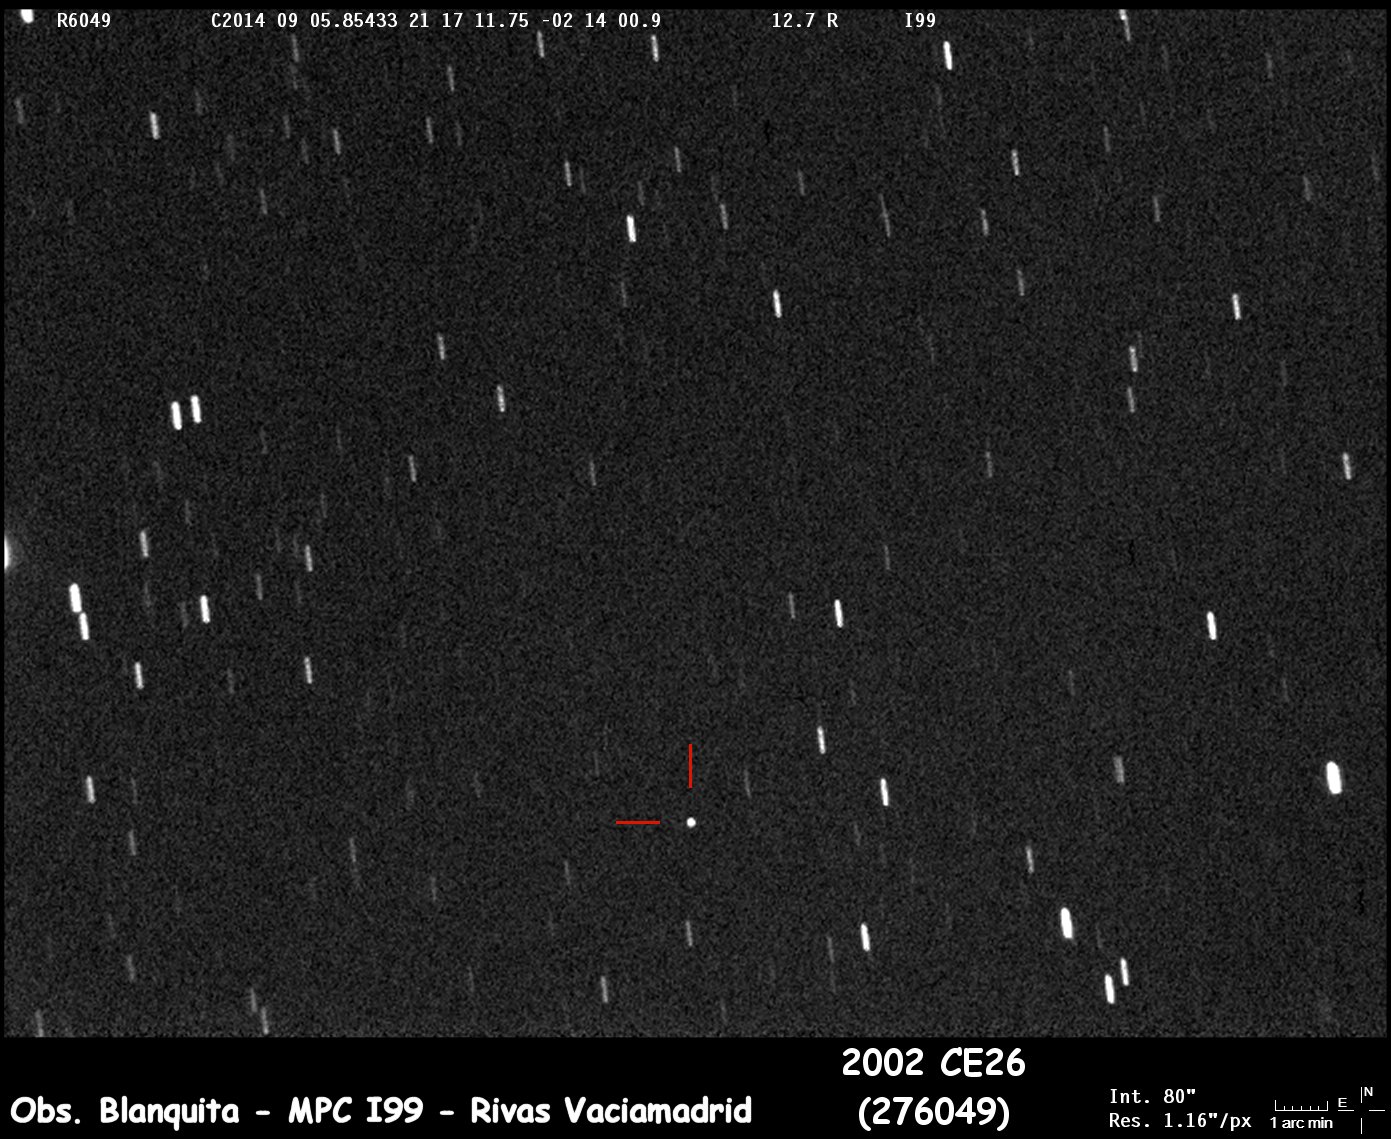 R6049 C2014 09 05.85433 21 17 11.75 -02 14 00.9 12.7 R I99
2002 CE26
(276049)
Obs. Blanquita - MPC I99 - Rivas Vaciamadrid
Int. 80"
Res. 1.16"/px
1 arc min
E
N